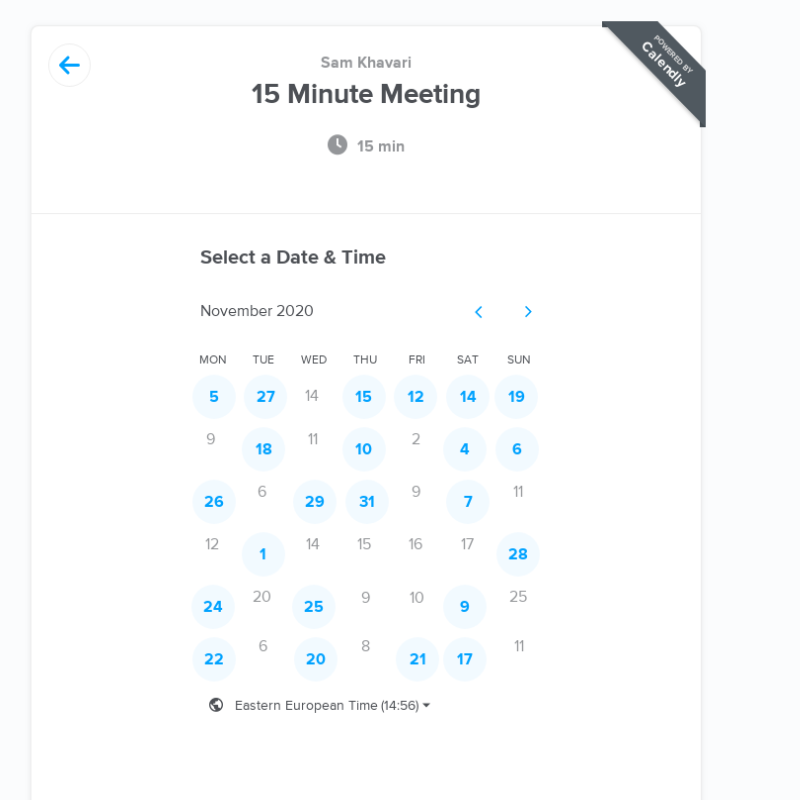 Sam Khavari
15 Minute Meeting
POWERED BY
Calendly
15 min
Select a Date & Time
November 2020
MON TUE WED THU FRI SAT SUN
5 27 14 15 12 14 19
9 18 11 10 2 4 6
26 6 29 31 9 7 11
12 1 14 15 16 17 28
24 20 25 9 10 9 25
22 6 20 8 21 17 11
Eastern European Time (14:56)